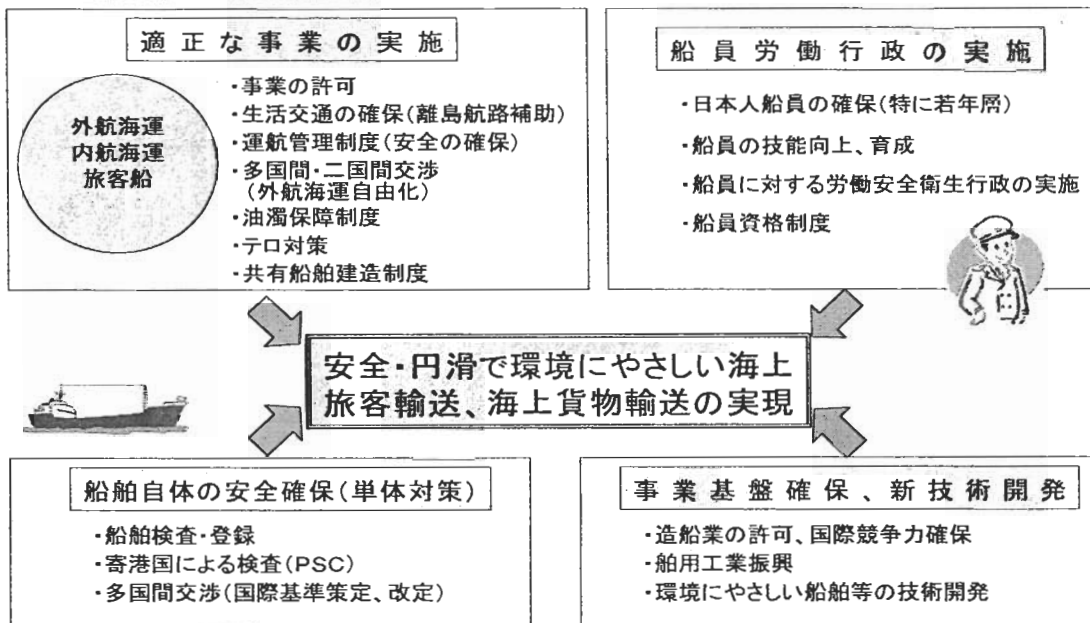 適正な事業の実施
外航海運
内航海運
旅客船
・事業の許可
・生活交通の確保(離島航路補助)
・運航管理制度(安全の確保)
・多国間・二国間交渉
(外航海運自由化)
・油濁保障制度
・テロ対策
・共有船舶建造制度
船員労働行政の実施
・日本人船員の確保(特に若年層)
・船員の技能向上、育成
・船員に対する労働安全衛生行政の実施
・船員資格制度
安全・円滑で環境にやさしい海上
旅客輸送、海上貨物輸送の実現
船舶自体の安全確保(単体対策)
・船舶検査・登録
・寄港国による検査(PSC)
・多国間交渉(国際基準策定、改定)
事業基盤確保、新技術開発
・造船業の許可、国際競争力確保
・舶用工業振興
・環境にやさしい船舶等の技術開発